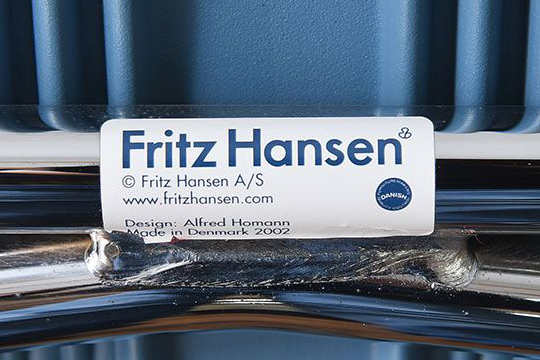 Fritz Hansen
© Fritz Hansen A/S
www.fritzhansen.com
DANISH
Design: Alfred Homann
Made in Denmark 2002